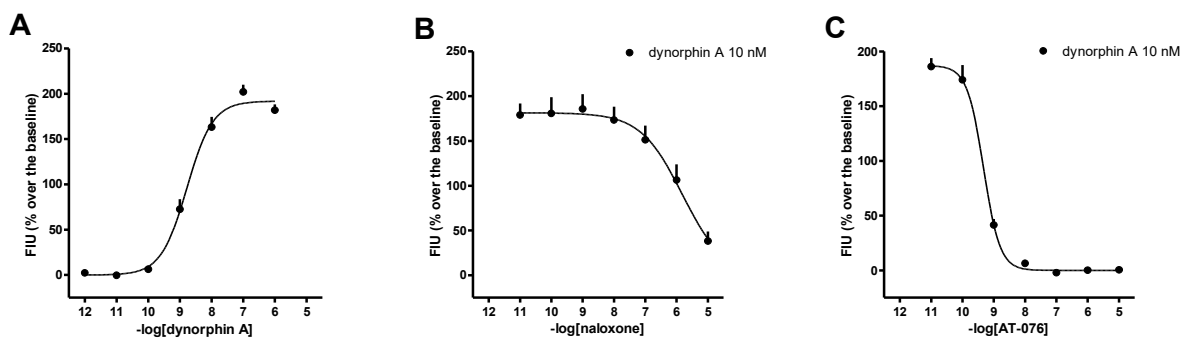 A
FIU (% over the baseline)
250
200
150
100
50
0
12 11 10 9 8 7 6 5
-log[dynorphin A]
B
dynorphin A 10 nM
FIU (% over the baseline)
250
200
150
100
50
0
12 11 10 9 8 7 6 5
-log[naloxone]
C
dynorphin A 10 nM
FIU (% over the baseline)
200
150
100
50
0
12 11 10 9 8 7 6 5
-log[AT-076]